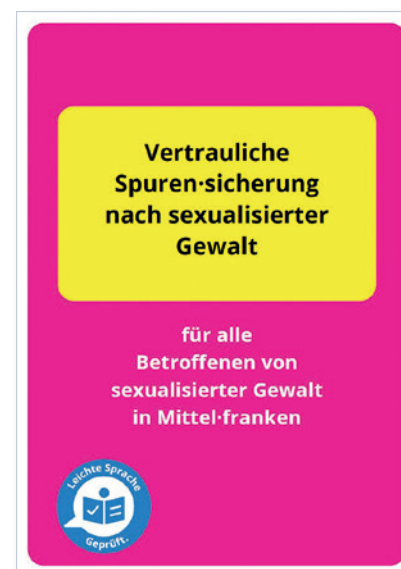 Vertrauliche
Spuren·sicherung
nach sexualisierter
Gewalt
für alle
Betroffenen von
sexualisierter Gewalt
in Mittel·franken
Leichte Sprache
Geprüft.